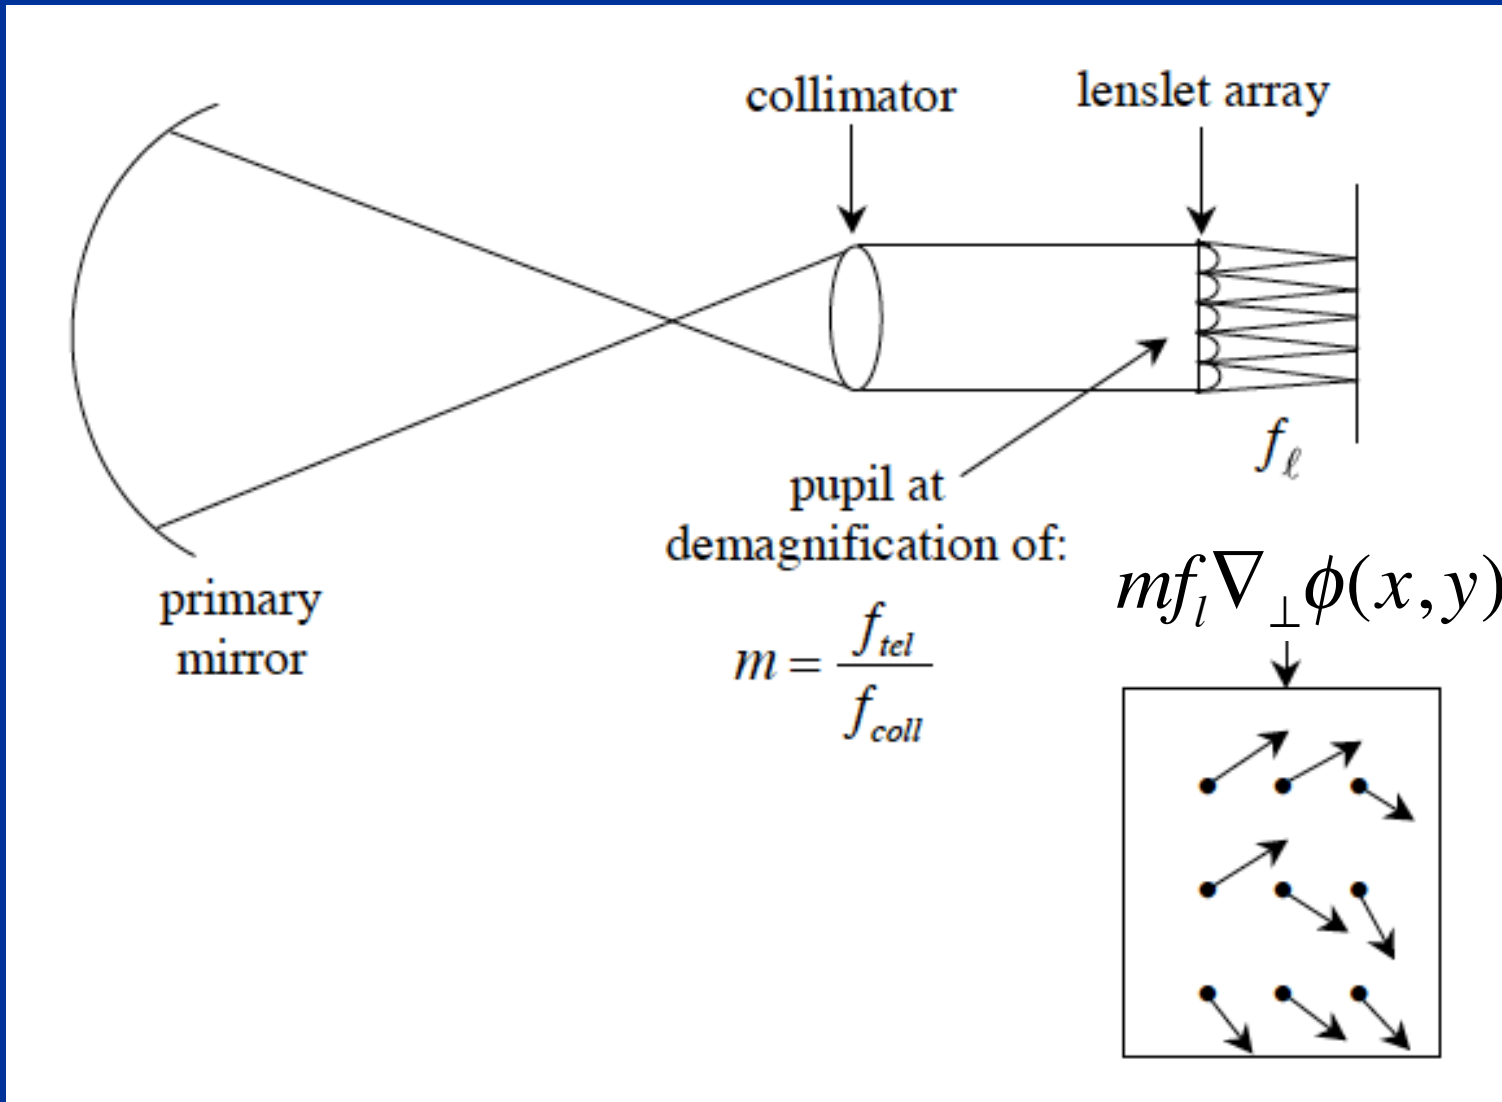 collimator
lenslet array
f_ℓ
pupil at
demagnification of:
m = f_tel / f_coll
mf_l∇_⊥ϕ(x,y)
primary
mirror